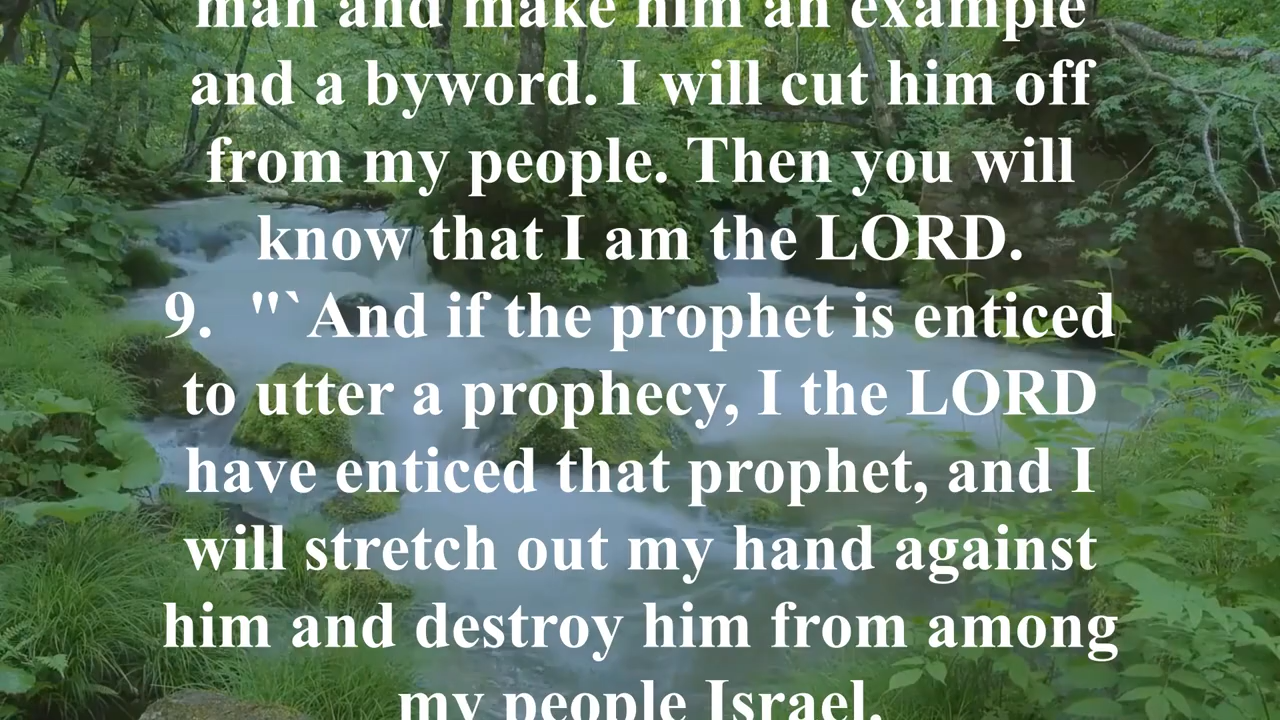 man and make him an example
and a byword. I will cut him off
from my people. Then you will
know that I am the LORD.
9.  "`And if the prophet is enticed
to utter a prophecy, I the LORD
have enticed that prophet, and I
will stretch out my hand against
him and destroy him from among
my people Israel.